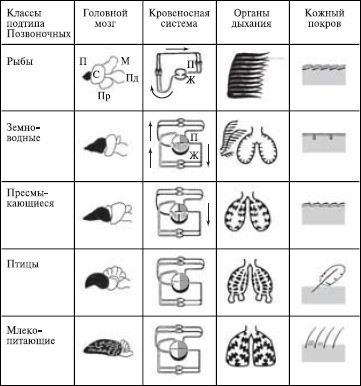 Классы
подтипа
Позвоночных
Головной
мозг
Кровеносная
система
Органы
дыхания
Кожный
покров
Рыбы
П
М
С
Пд
Пр
П
Ж
Земно-
водные
П
Ж
Пресмы-
кающиеся
Птицы
Млеко-
питающие